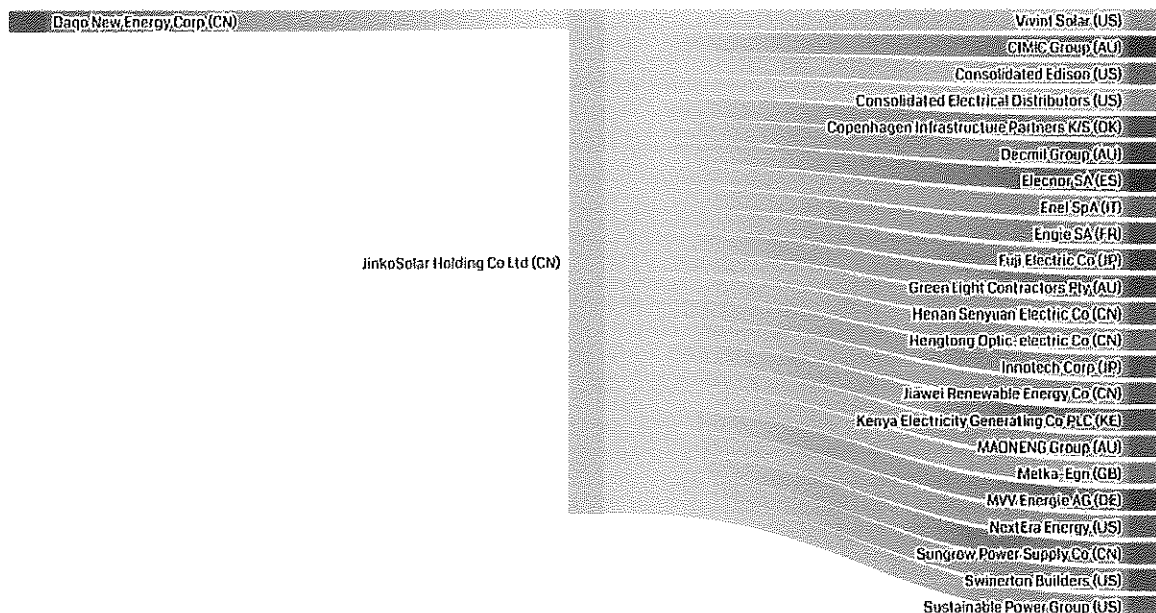 Daqo New Energy Corp (CN)
JinkoSolar Holding Co Ltd (CN)
Vivint Solar (US)
CIMIC Group (AU)
Consolidated Edison (US)
Consolidated Electrical Distributors (US)
Copenhagen Infrastructure Partners K/S (DK)
Decmil Group (AU)
Elecnor SA (ES)
Enel SpA (IT)
Engie SA (FR)
Fuji Electric Co (JP)
Green Light Contractors Pty (AU)
Henan Senyuan Electric Co (CN)
Hengtong Optic-electric Co (CN)
Innotech Corp (JP)
Jiawei Renewable Energy Co (CN)
Kenya Electricity Generating Co PLC (KE)
MAONENG Group (AU)
Metka-Egn (GB)
MVV Energie AG (DE)
NextEra Energy (US)
Sungrow Power Supply Co (CN)
Swinerton Builders (US)
Sustainable Power Group (US)